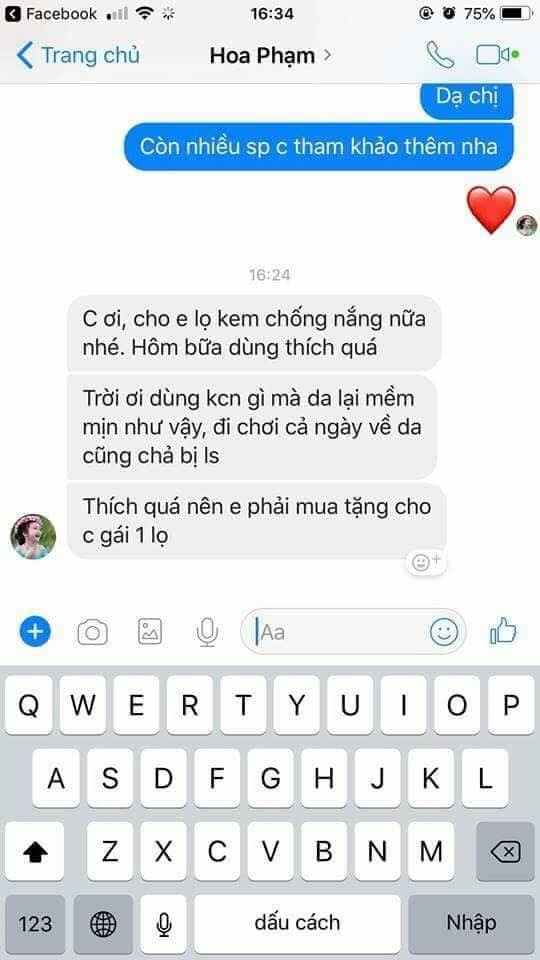 Facebook 16:34 75%
Trang chủ Hoa Phạm >
Dạ chị
Còn nhiều sp c tham khảo thêm nha
16:24
C ơi, cho e lọ kem chống nắng nữa
nhé. Hôm bữa dùng thích quá
Trời ơi dùng kcn gì mà da lại mềm
mịn như vậy, đi chơi cả ngày về da
cũng chả bị ls
Thích quá nên e phải mua tặng cho
c gái 1 lọ
Aa
Q W E R T Y U I O P
A S D F G H J K L
Z X C V B N M
123 dấu cách Nhập